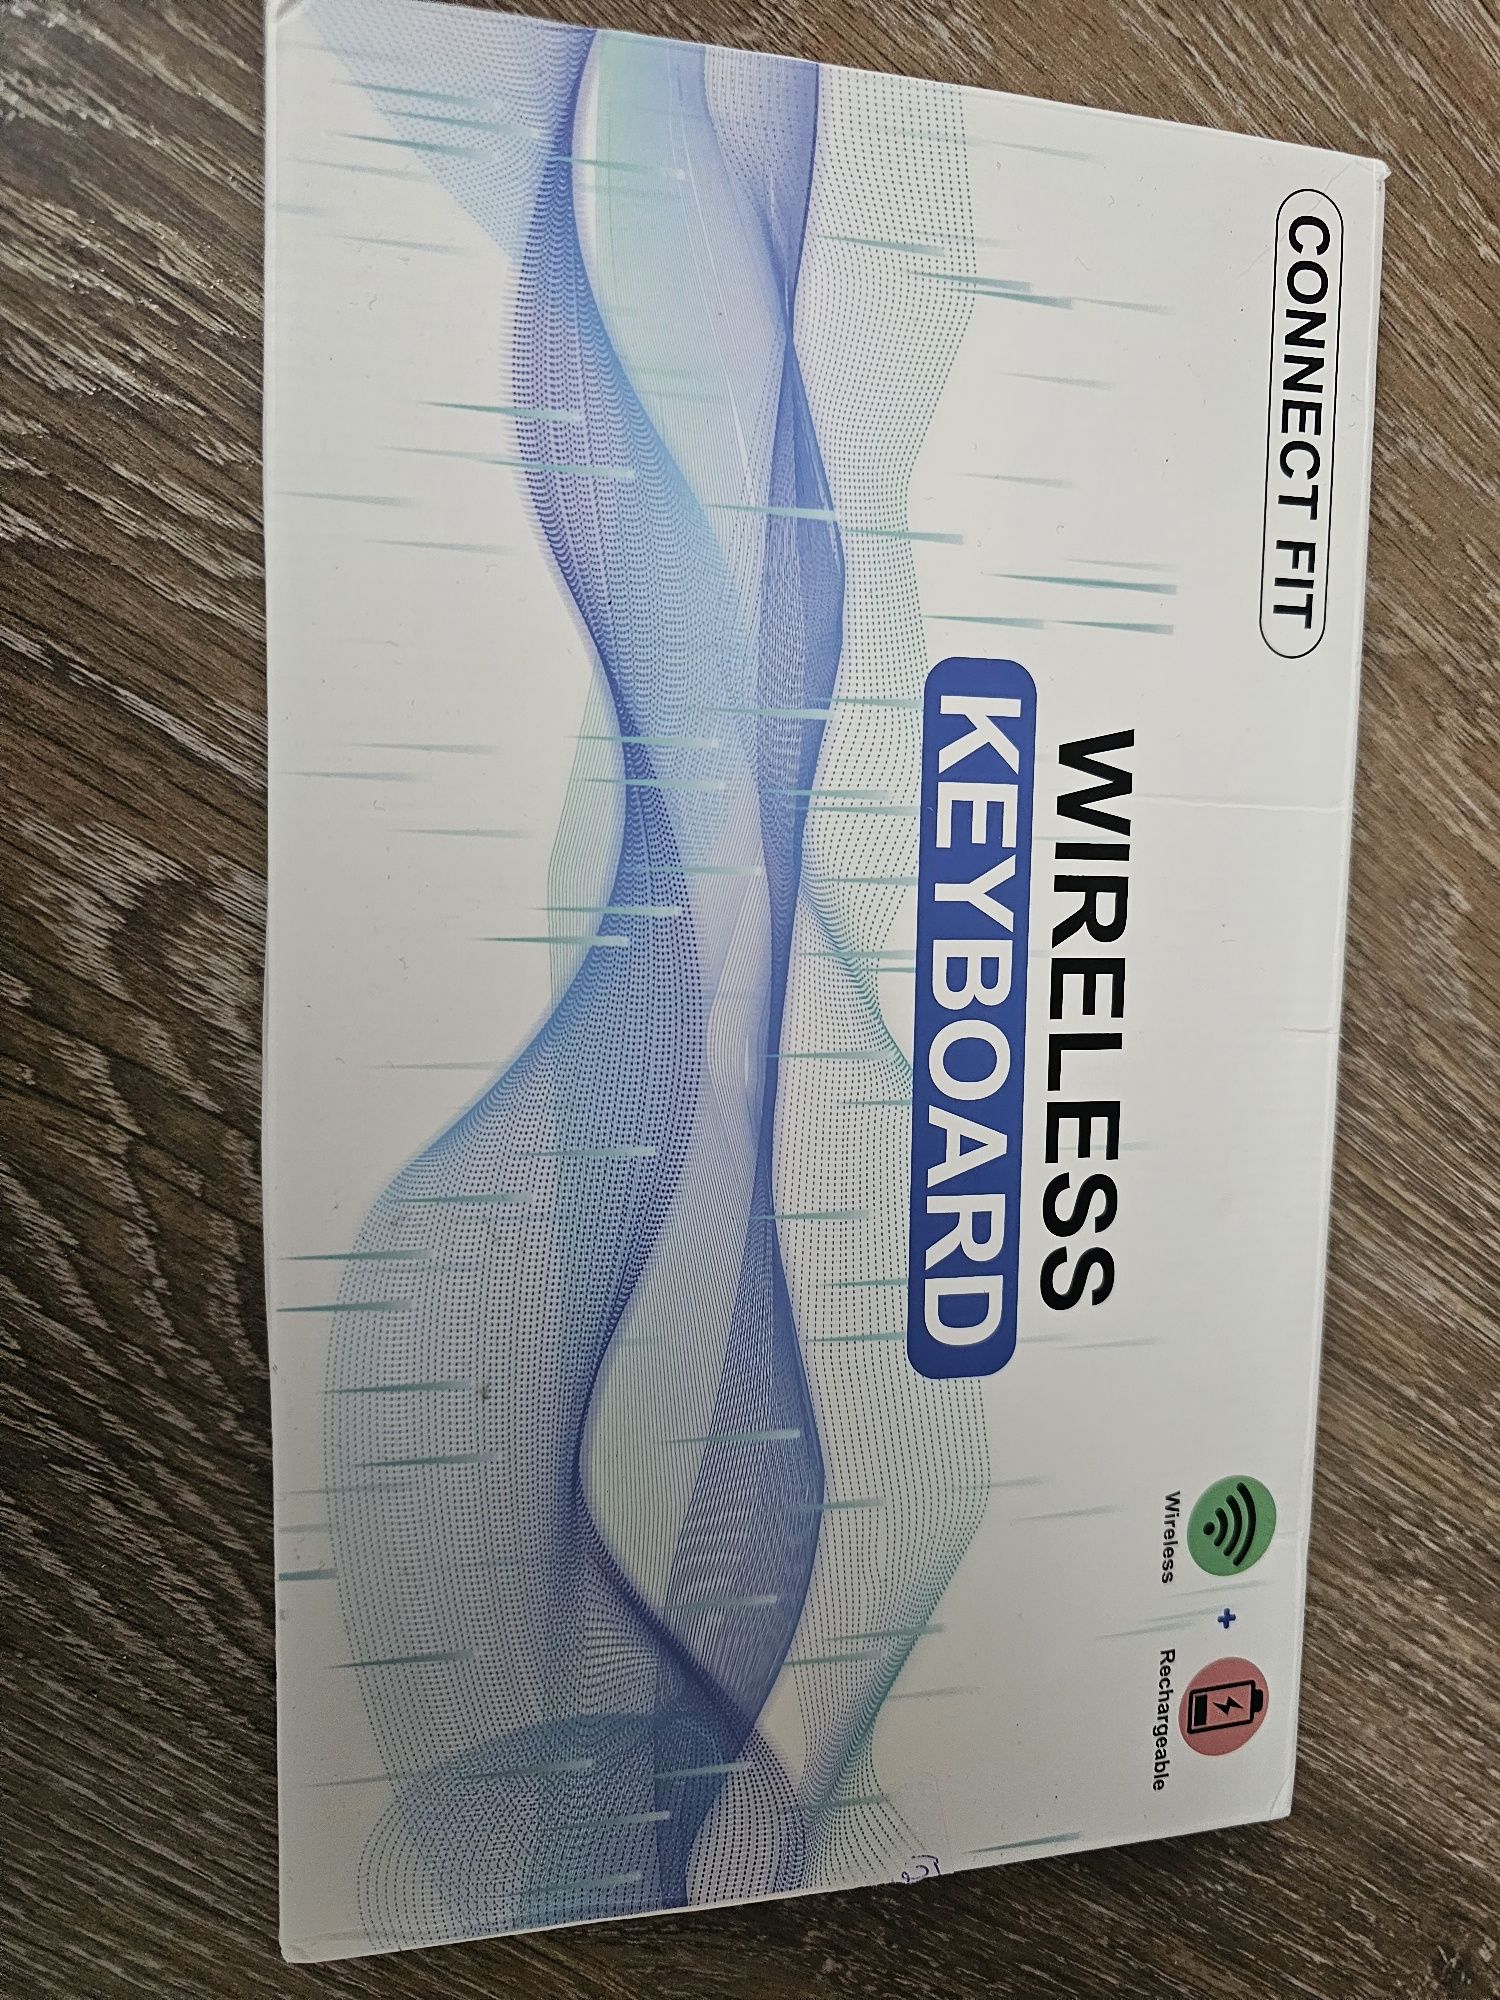 CONNECT FIT
WIRELESS
KEYBOARD
+
Wireless
Rechargeable